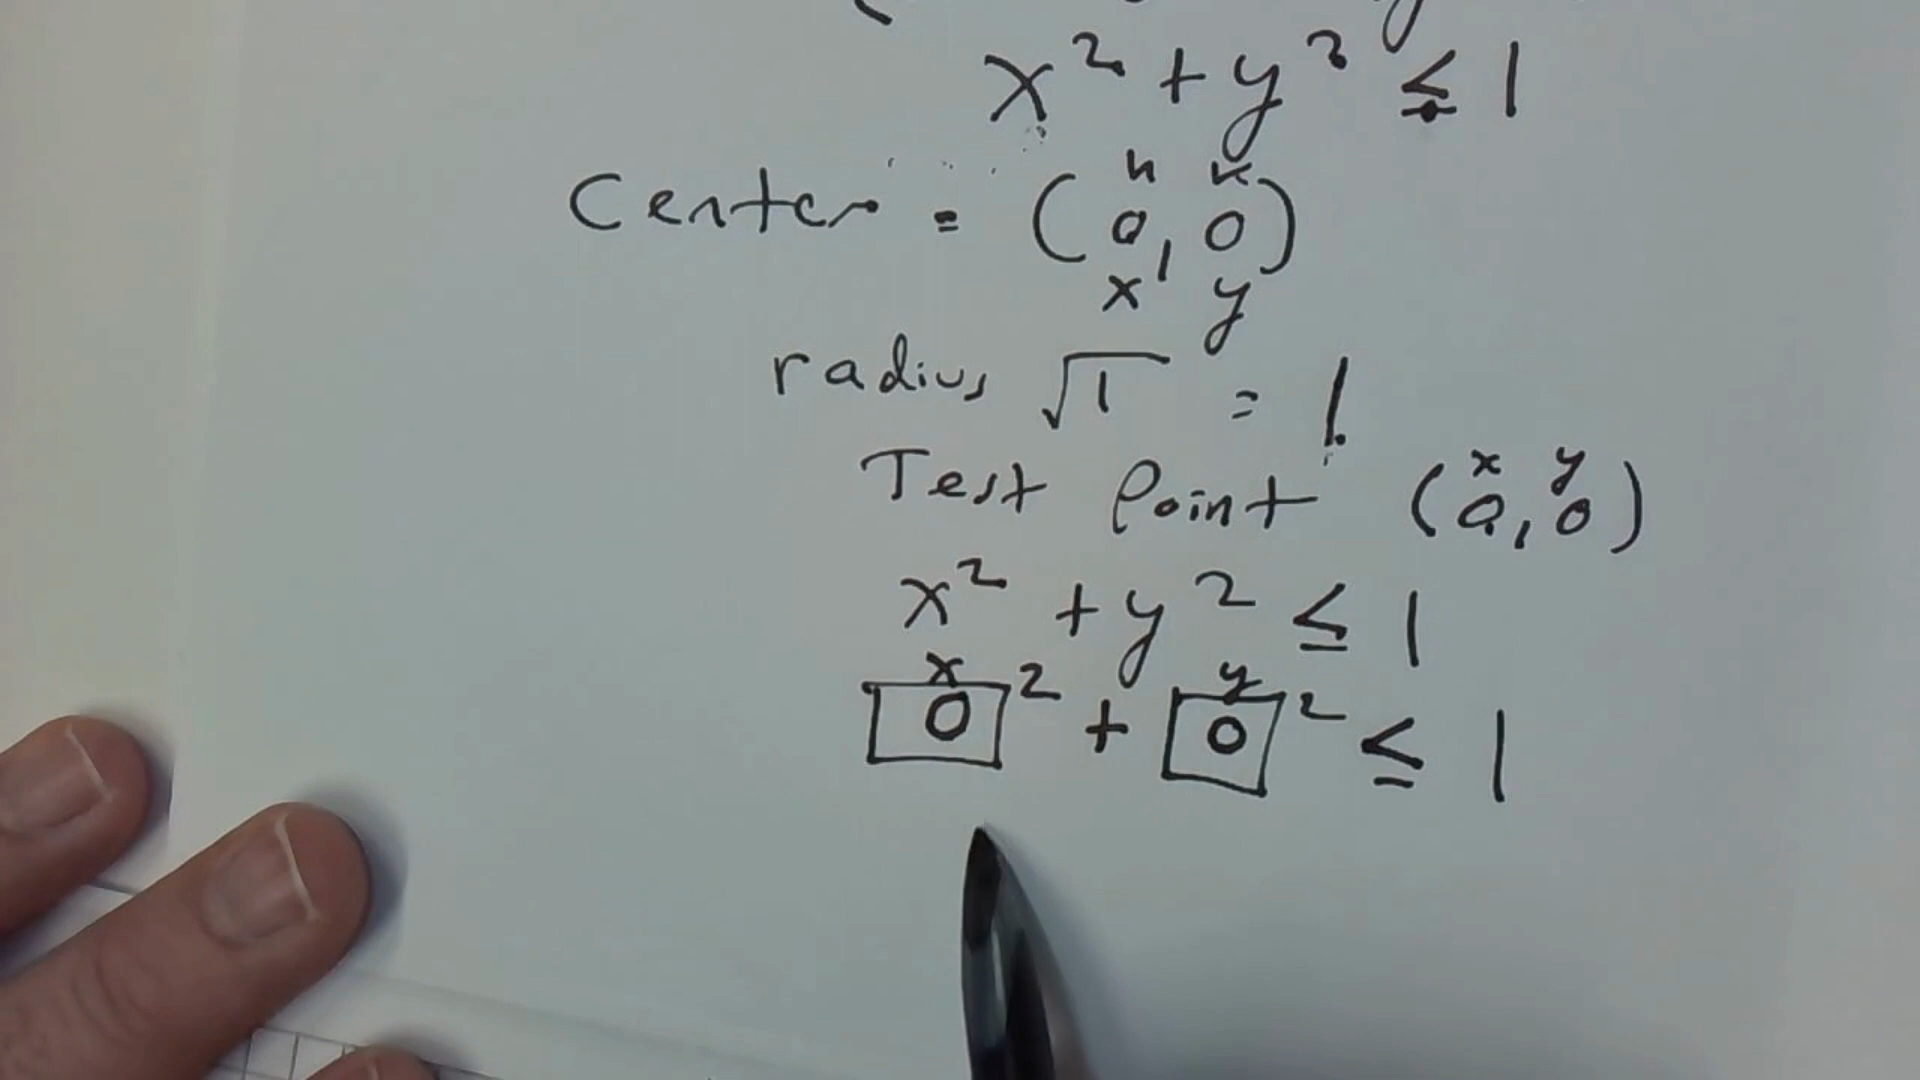 x² + y² ≤ 1
h k
Center = (0, 0)
x y
radius √1 = 1
x y
Test Point (0, 0)
x² + y² ≤ 1
x y
0² + 0² ≤ 1